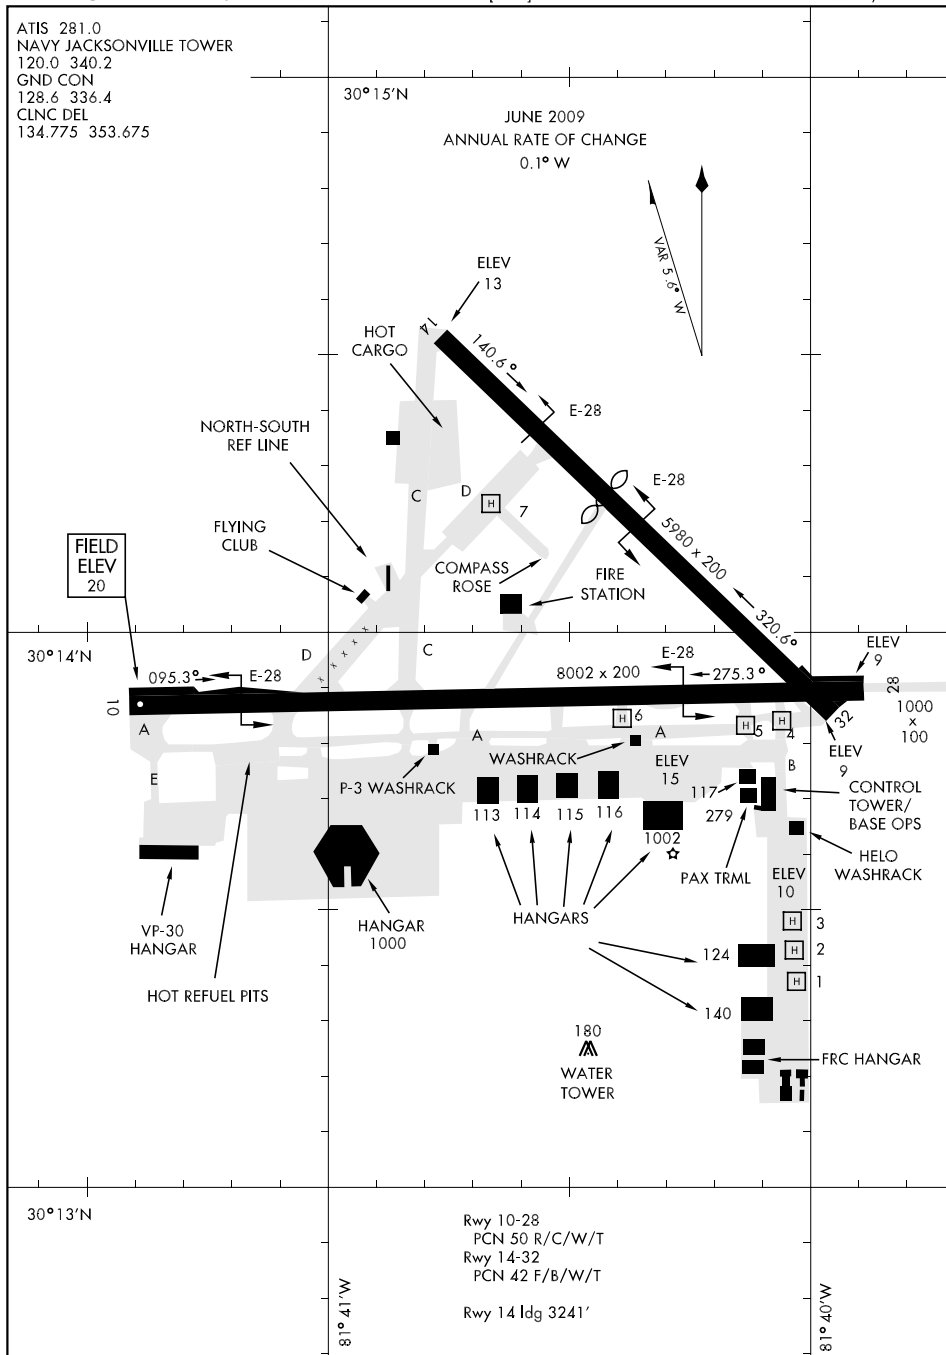 ATIS 281.0
NAVY JACKSONVILLE TOWER
120.0 340.2
GND CON
128.6 336.4
CLNC DEL
134.775 353.675
30°15'N
JUNE 2009
ANNUAL RATE OF CHANGE
0.1° W
VAR 5.6° W
ELEV
13
14
HOT
CARGO
140.6°
E-28
NORTH-SOUTH
REF LINE
C
D
H
7
E-28
FLYING
CLUB
5980 x 200
FIELD
ELEV
20
COMPASS
ROSE
FIRE
STATION
320.6°
30°14'N
D
x x x x x
C
E-28
ELEV
9
095.3°
E-28
8002 x 200
275.3°
28
10
1000
x
100
A
A
H
6
A
H
5
H
4
32
ELEV
9
E
P-3 WASHRACK
WASHRACK
ELEV
15
B
117
CONTROL
TOWER/
BASE OPS
113
114
115
116
279
1002
PAX TRML
ELEV
10
HELO
WASHRACK
VP-30
HANGAR
HANGAR
1000
HANGARS
H
3
124
H
2
H
1
HOT REFUEL PITS
140
180
WATER
TOWER
FRC HANGAR
30°13'N
Rwy 10-28
PCN 50 R/C/W/T
Rwy 14-32
PCN 42 F/B/W/T
Rwy 14 ldg 3241'
81°41'W
81°40'W